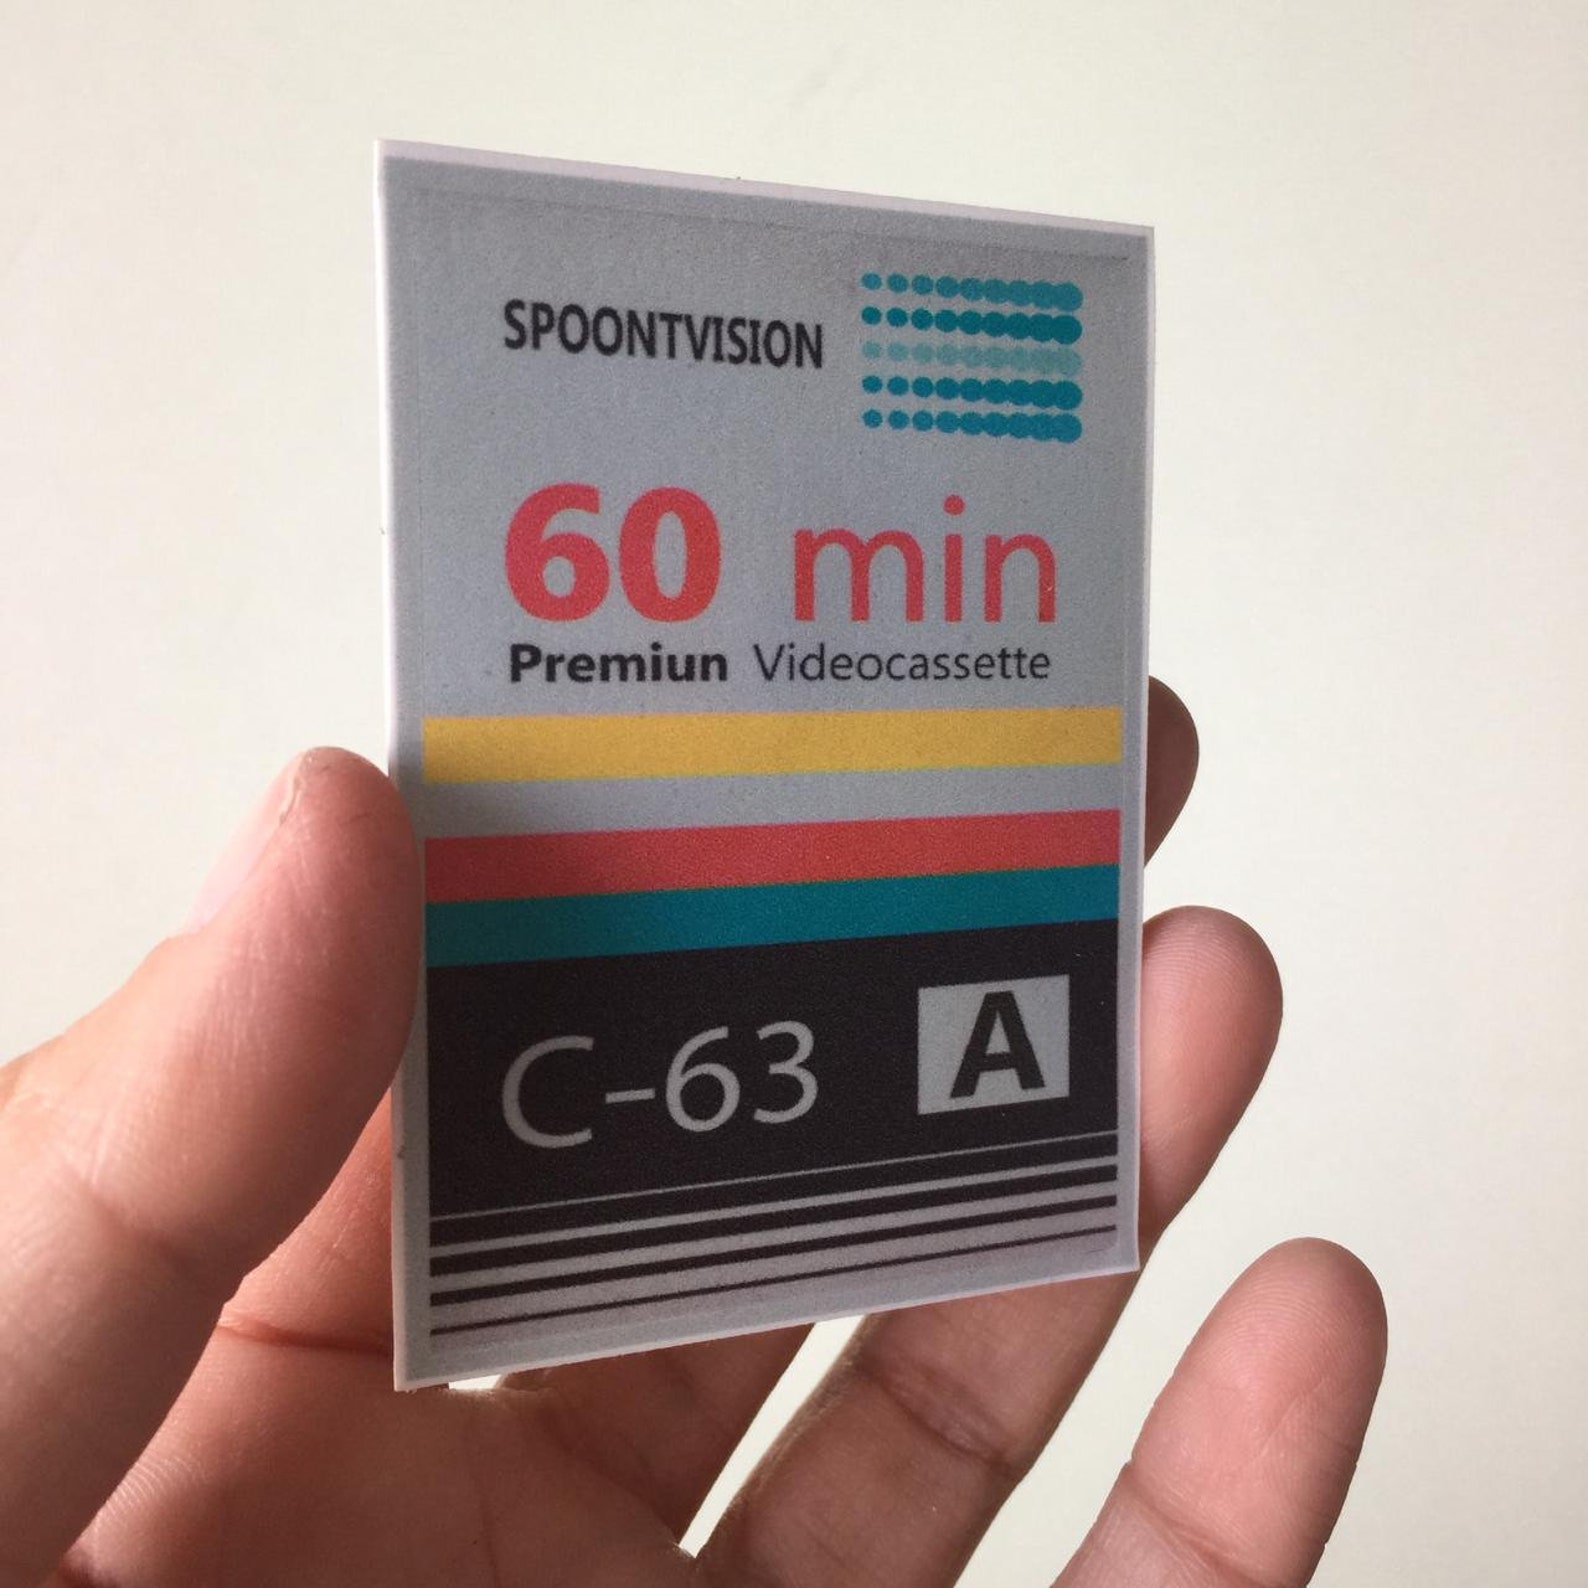 SPOONTVISION
60 min
Premiun Videocassette
C-63 A